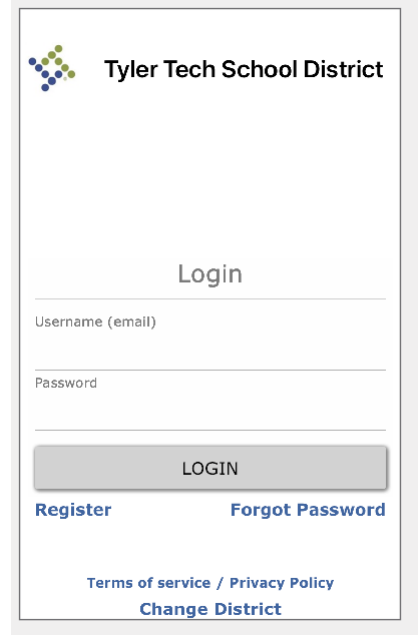 Tyler Tech School District
Login
Username (email)
Password
LOGIN
Register Forgot Password
Terms of service / Privacy Policy
Change District